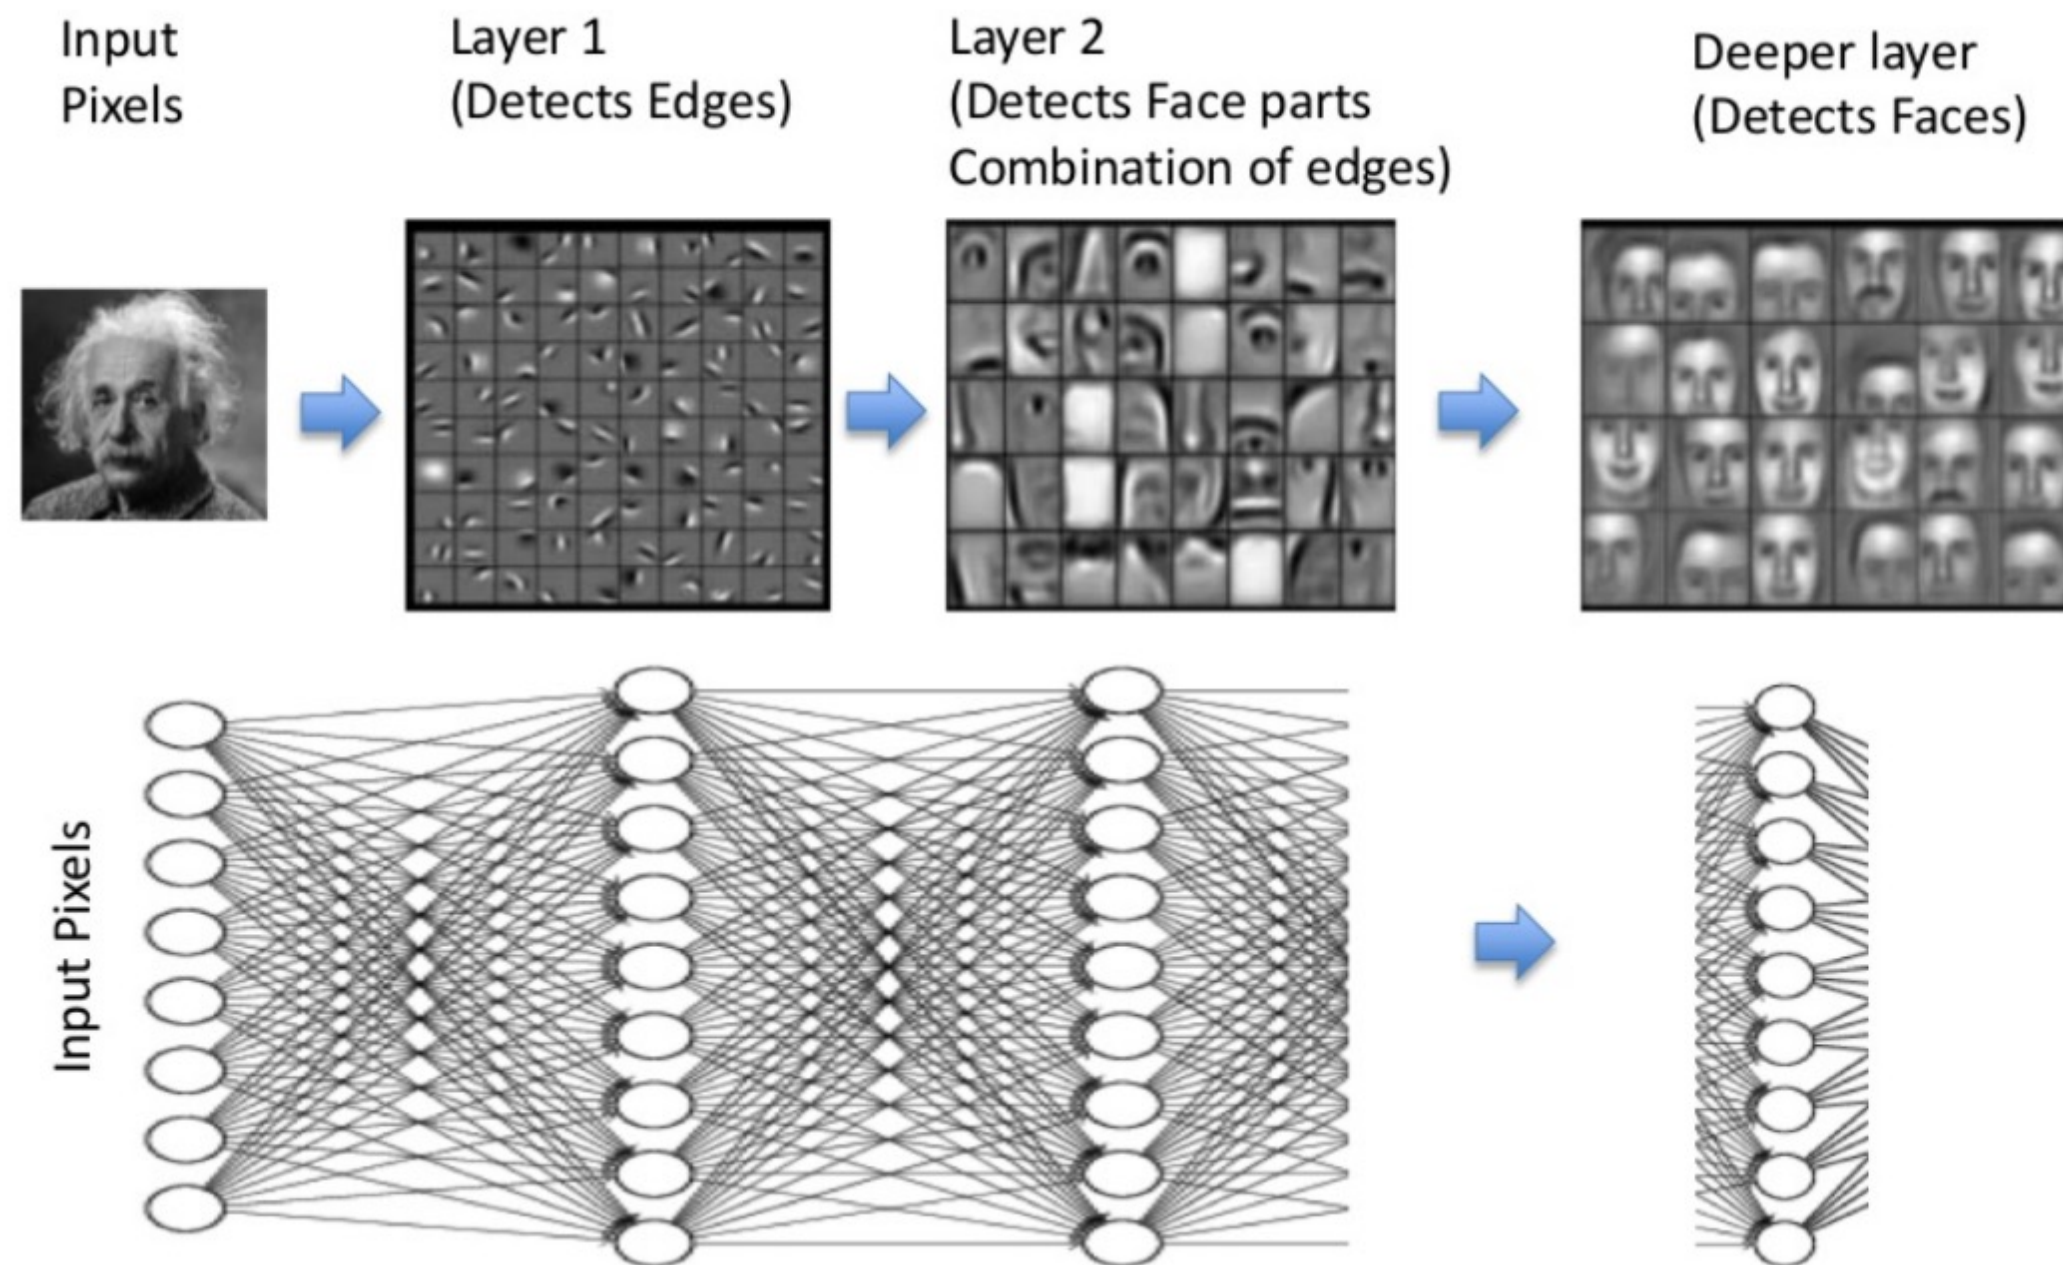 Input
Pixels
Layer 1
(Detects Edges)
Layer 2
(Detects Face parts
Combination of edges)
Deeper layer
(Detects Faces)
Input Pixels